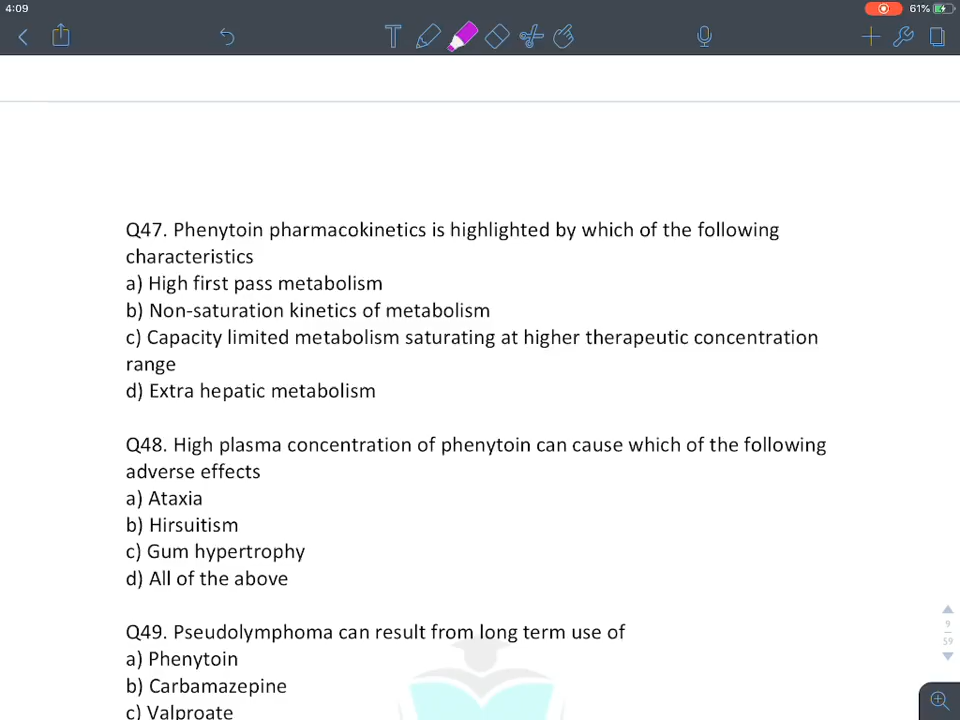 4:09
61%
T
Q47. Phenytoin pharmacokinetics is highlighted by which of the following
characteristics
a) High first pass metabolism
b) Non-saturation kinetics of metabolism
c) Capacity limited metabolism saturating at higher therapeutic concentration
range
d) Extra hepatic metabolism
Q48. High plasma concentration of phenytoin can cause which of the following
adverse effects
a) Ataxia
b) Hirsuitism
c) Gum hypertrophy
d) All of the above
Q49. Pseudolymphoma can result from long term use of
a) Phenytoin
b) Carbamazepine
c) Valproate
9
59